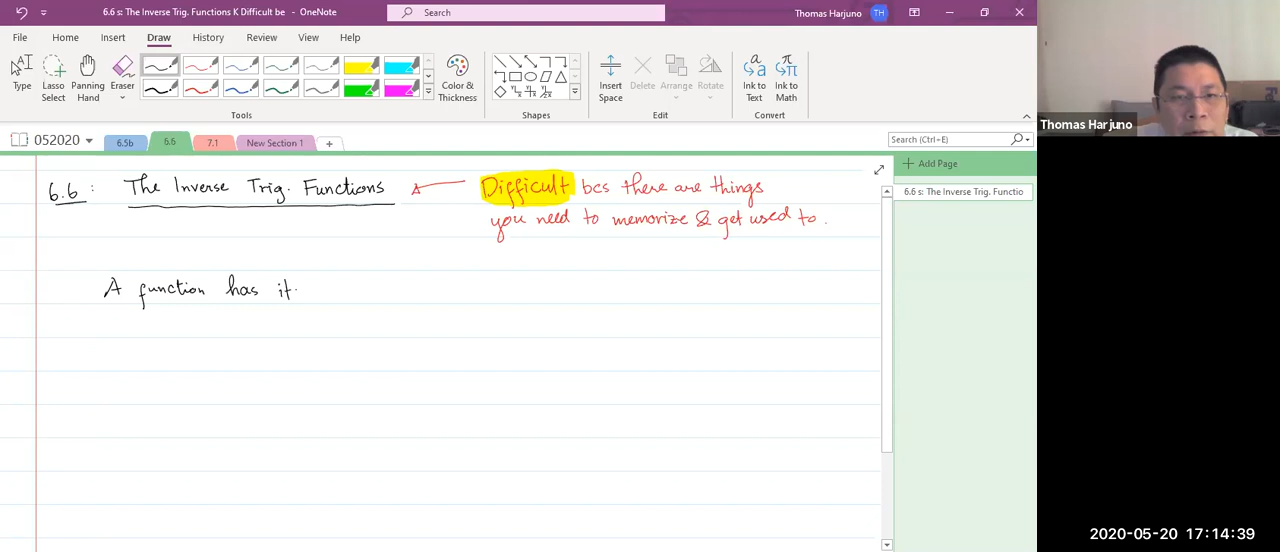 6.6 s: The Inverse Trig. Functions K Difficult be - OneNote
Search
Thomas Harjuno
TH
File Home Insert Draw History Review View Help
Type
Lasso Select
Panning Hand
Eraser
Color & Thickness
Insert Space
Delete
Arrange
Rotate
Ink to Text
Ink to Math
Tools
Shapes
Edit
Convert
052020
6.5b
6.6
7.1
New Section 1
Search (Ctrl+E)
Add Page
6.6 s: The Inverse Trig. Functio
6.6 : The Inverse Trig. Functions
Difficult bcs there are things
you need to memorize & get used to.
A function has it
Thomas Harjuno
2020-05-20 17:14:39